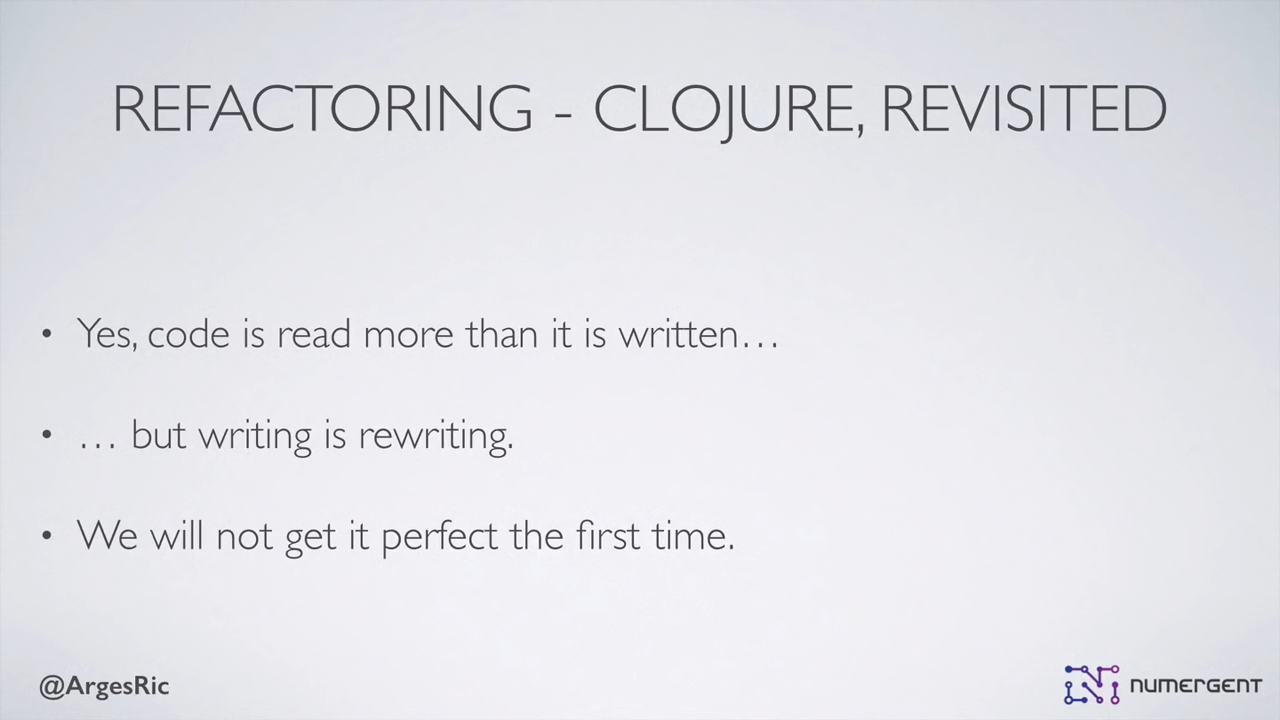 REFACTORING - CLOJURE, REVISITED
• Yes, code is read more than it is written…
• … but writing is rewriting.
• We will not get it perfect the first time.
@ArgesRic
NUMERGENT